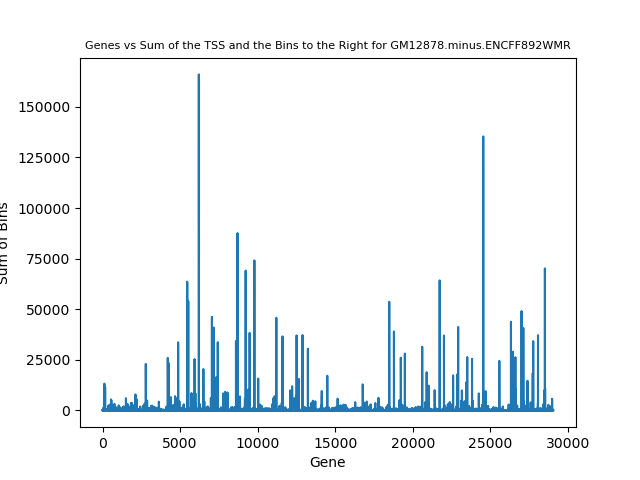 Genes vs Sum of the TSS and the Bins to the Right for GM12878.minus.ENCFF892WMR
150000
125000
100000
75000
50000
25000
0
Sum of Bins
0 5000 10000 15000 20000 25000 30000
Gene